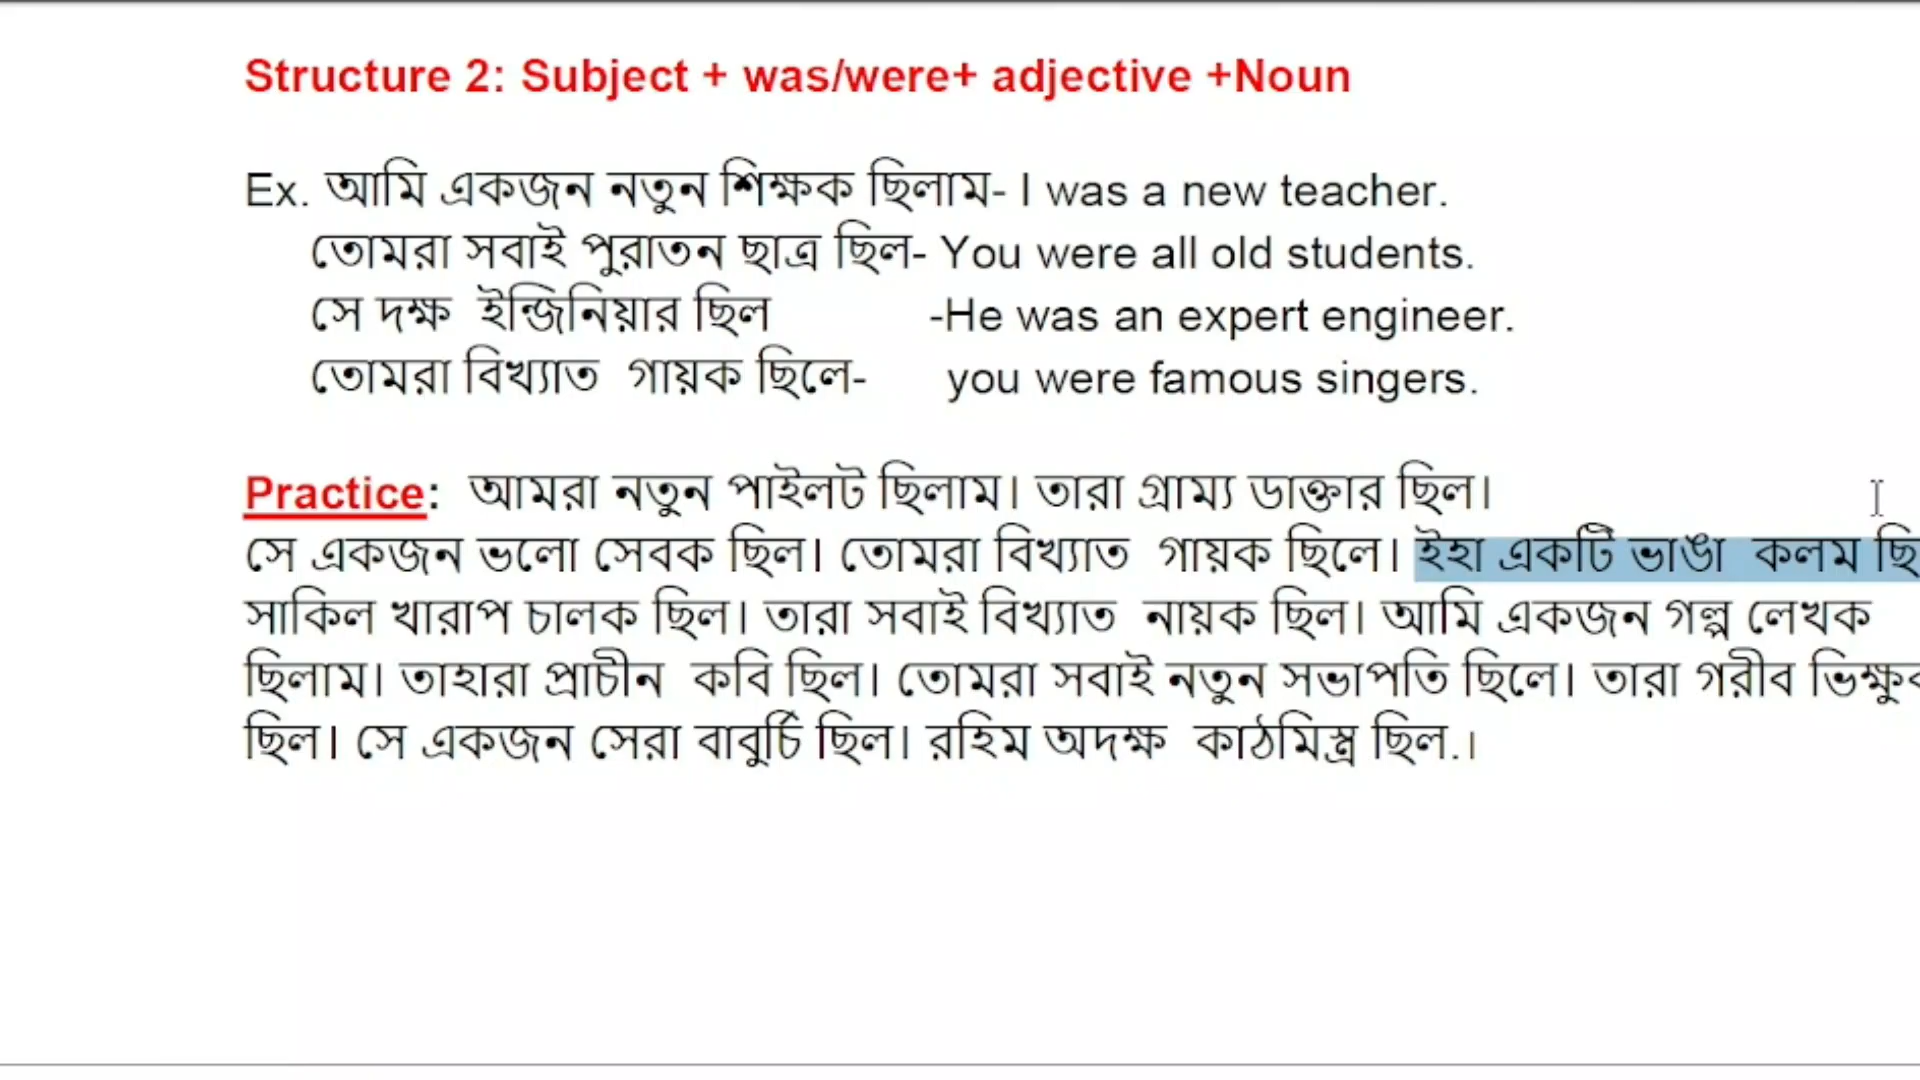 Structure 2: Subject + was/were+ adjective +Noun
Ex. আমি একজন নতুন শিক্ষক ছিলাম- I was a new teacher.
তোমরা সবাই পুরাতন ছাত্র ছিল- You were all old students.
সে দক্ষ ইন্জিনিয়ার ছিল -He was an expert engineer.
তোমরা বিখ্যাত গায়ক ছিলে- you were famous singers.
Practice: আমরা নতুন পাইলট ছিলাম। তারা গ্রাম্য ডাক্তার ছিল।
সে একজন ভলো সেবক ছিল। তোমরা বিখ্যাত গায়ক ছিলে। ইহা একটি ভাঙা কলম ছি
সাকিল খারাপ চালক ছিল। তারা সবাই বিখ্যাত নায়ক ছিল। আমি একজন গল্প লেখক
ছিলাম। তাহারা প্রাচীন কবি ছিল। তোমরা সবাই নতুন সভাপতি ছিলে। তারা গরীব
ছিল। সে একজন সেরা বাবুর্চি ছিল। রহিম অদক্ষ কাঠমিস্ত্র ছিল.।